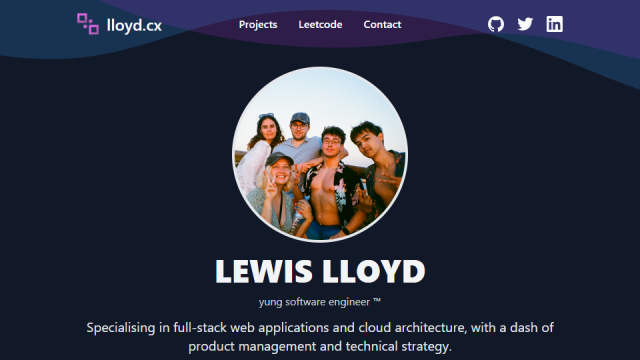 lloyd.cx
Projects Leetcode Contact
LEWIS LLOYD
yung software engineer ™
Specialising in full-stack web applications and cloud architecture, with a dash of
product management and technical strategy.